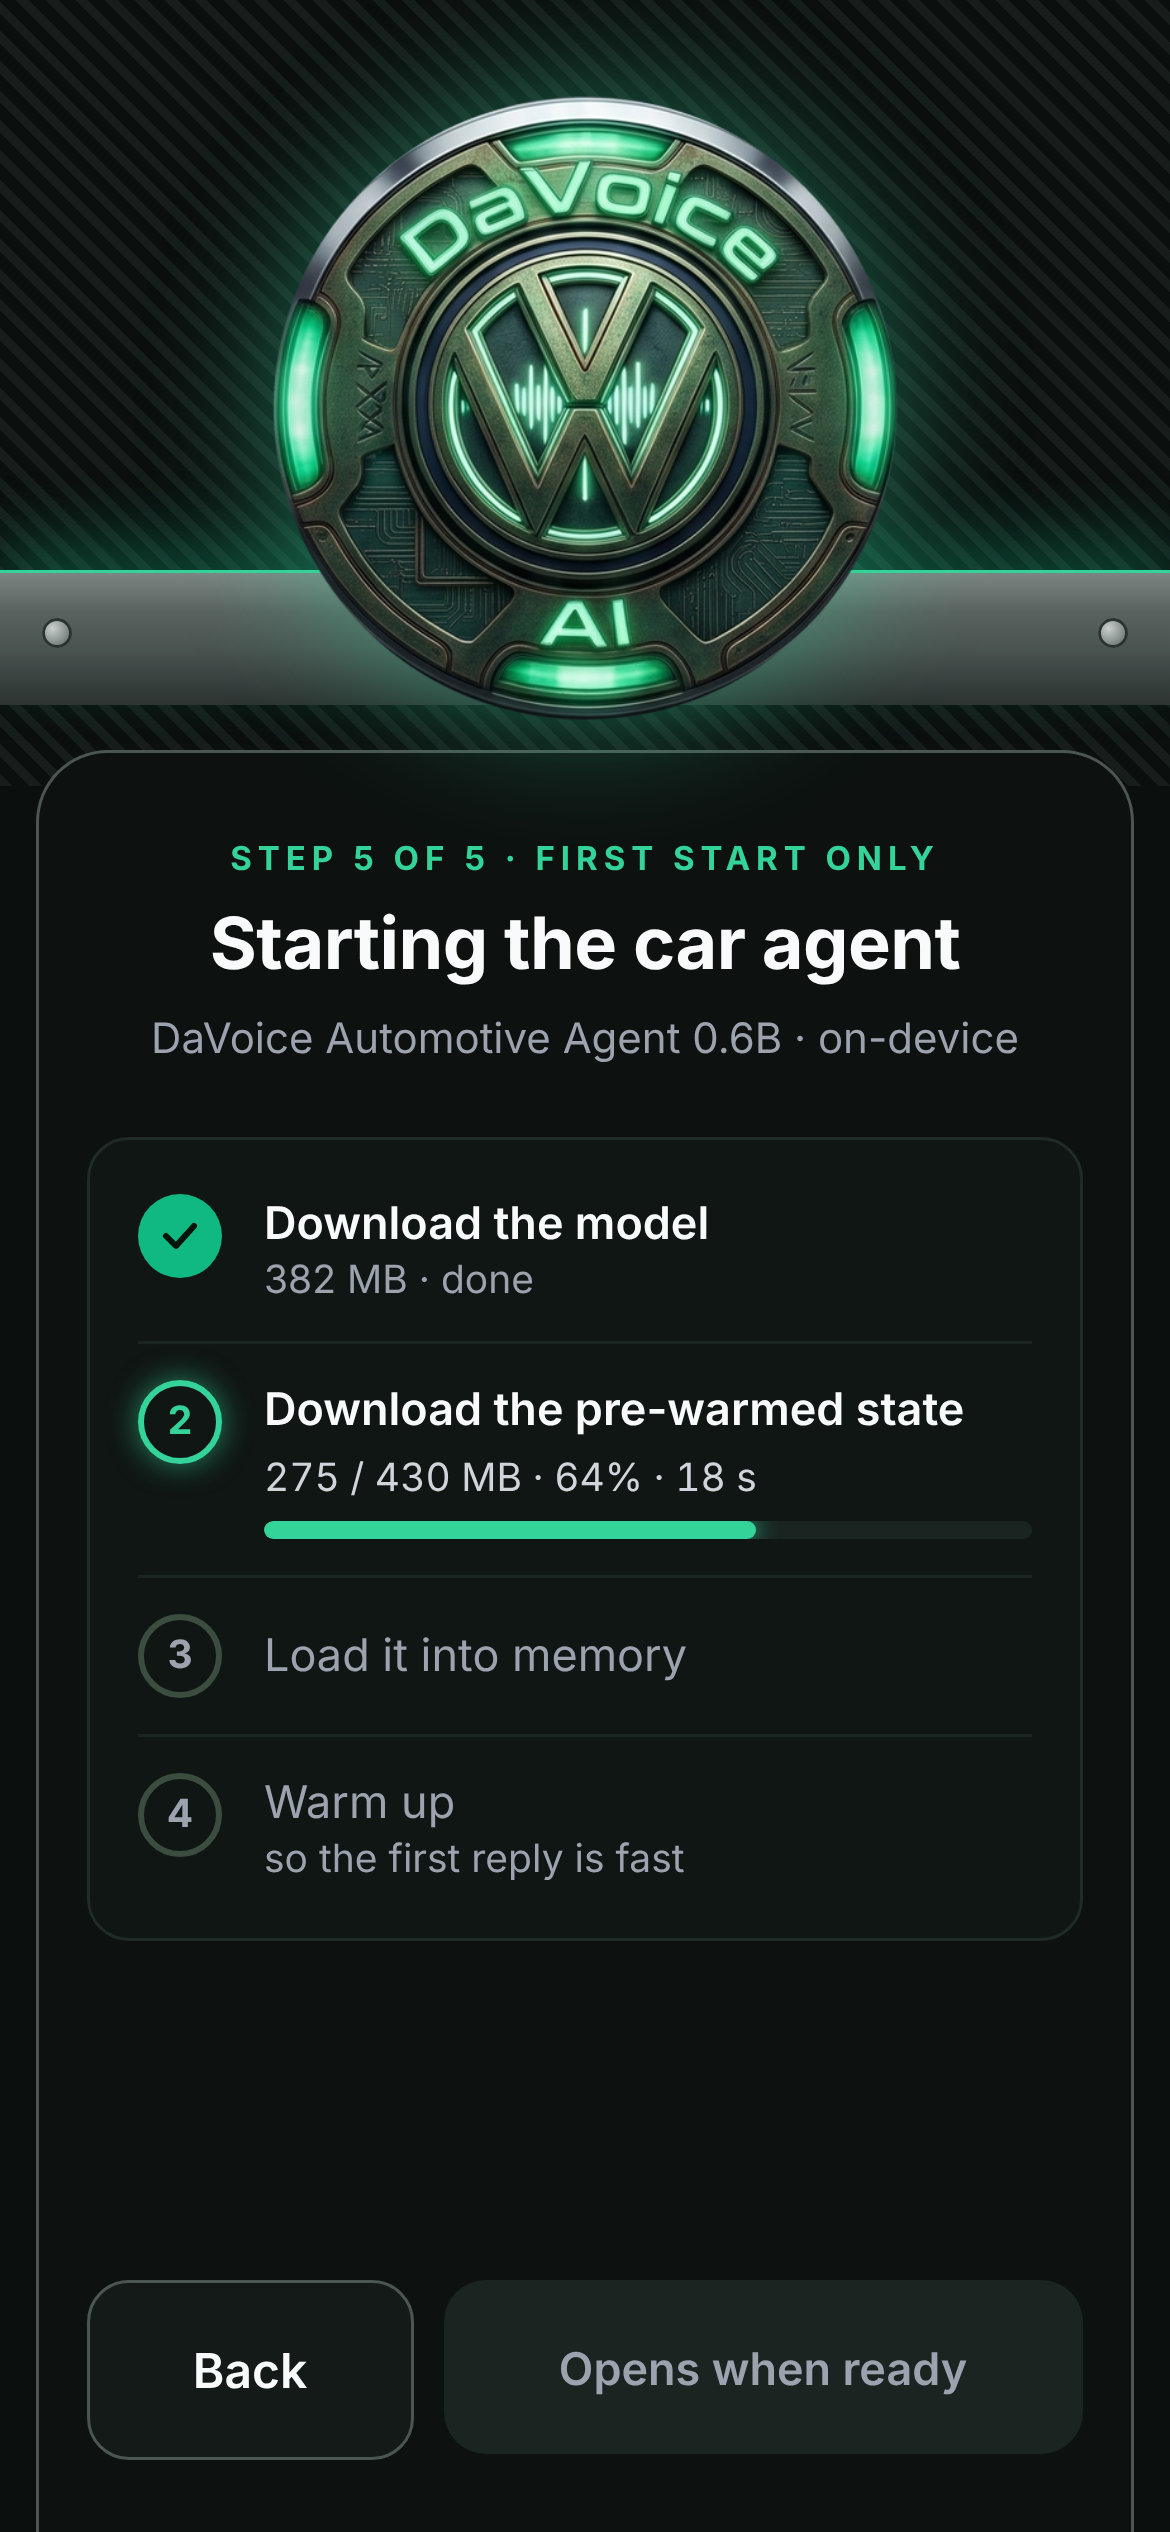 DaVoice
AI
STEP 5 OF 5 · FIRST START ONLY
Starting the car agent
DaVoice Automotive Agent 0.6B · on-device
Download the model
382 MB · done
2
Download the pre-warmed state
275 / 430 MB · 64% · 18 s
3
Load it into memory
4
Warm up
so the first reply is fast
Back
Opens when ready